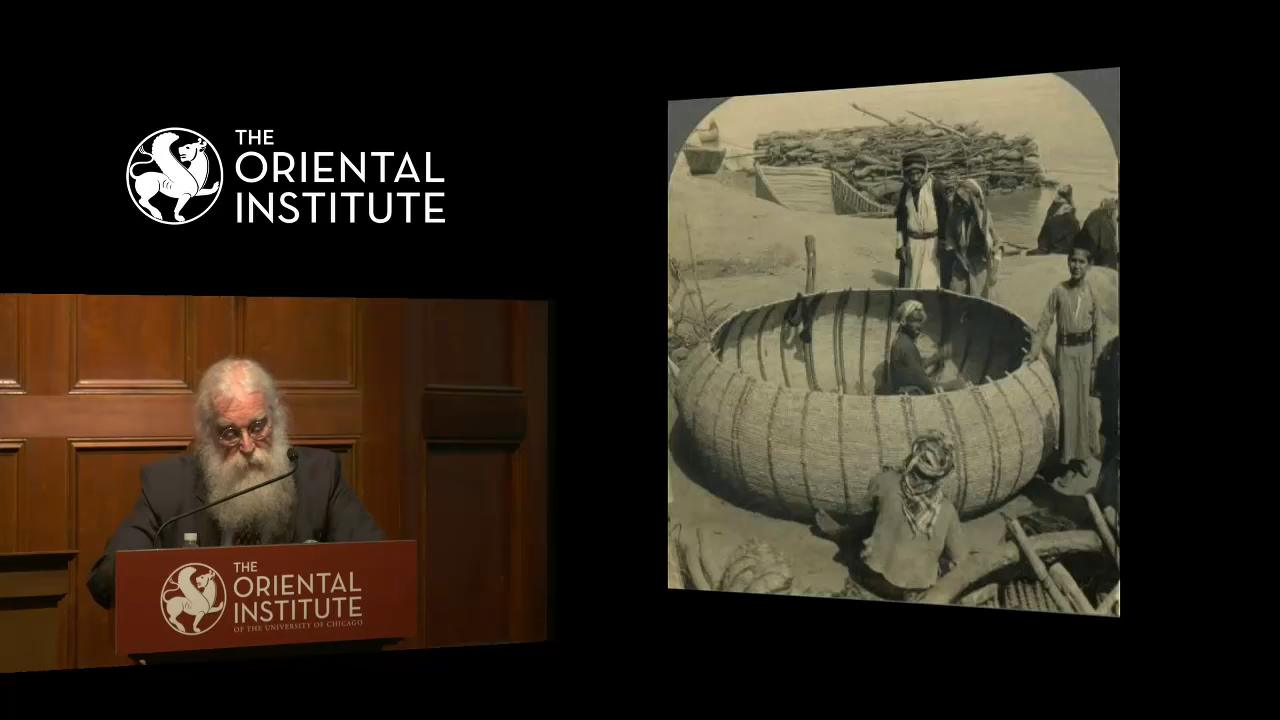 THE
ORIENTAL
INSTITUTE
THE
ORIENTAL
INSTITUTE
OF THE UNIVERSITY OF CHICAGO